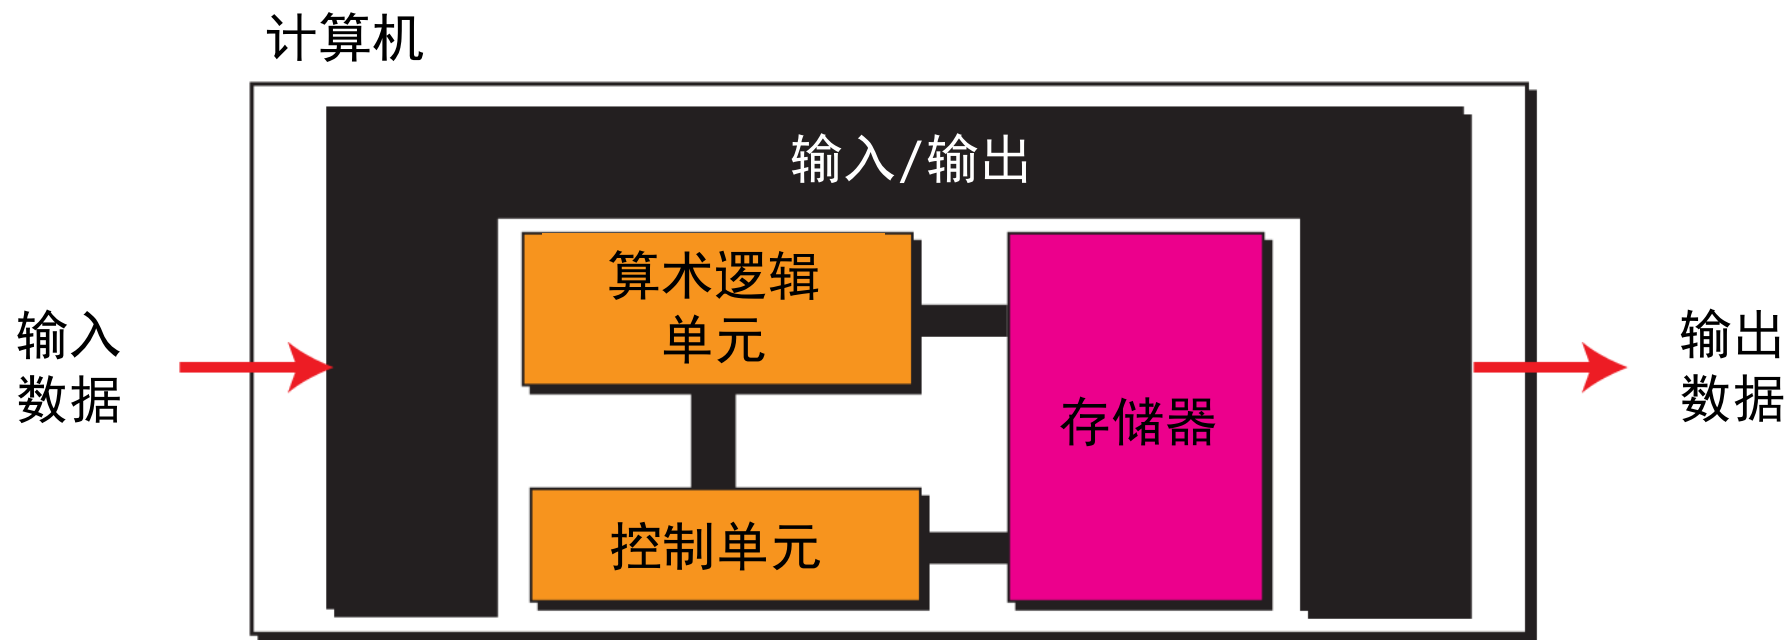 计算机
输入/输出
算术逻辑
单元
存储器
控制单元
输入
数据
输出
数据